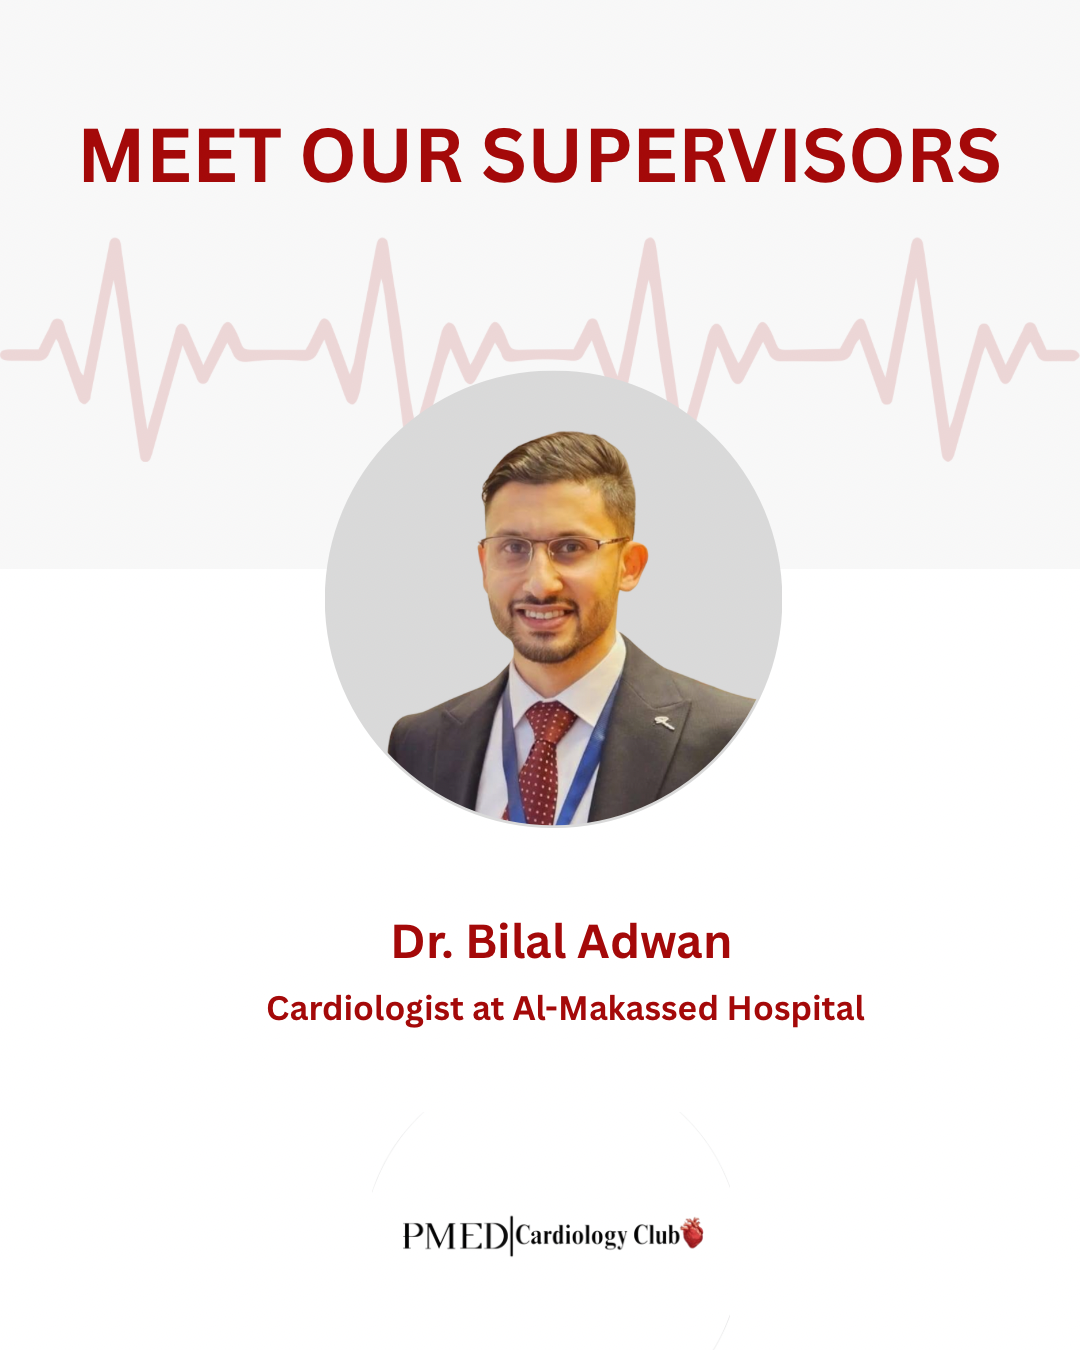 MEET OUR SUPERVISORS
Dr. Bilal Adwan
Cardiologist at Al-Makassed Hospital
PMED|Cardiology Club